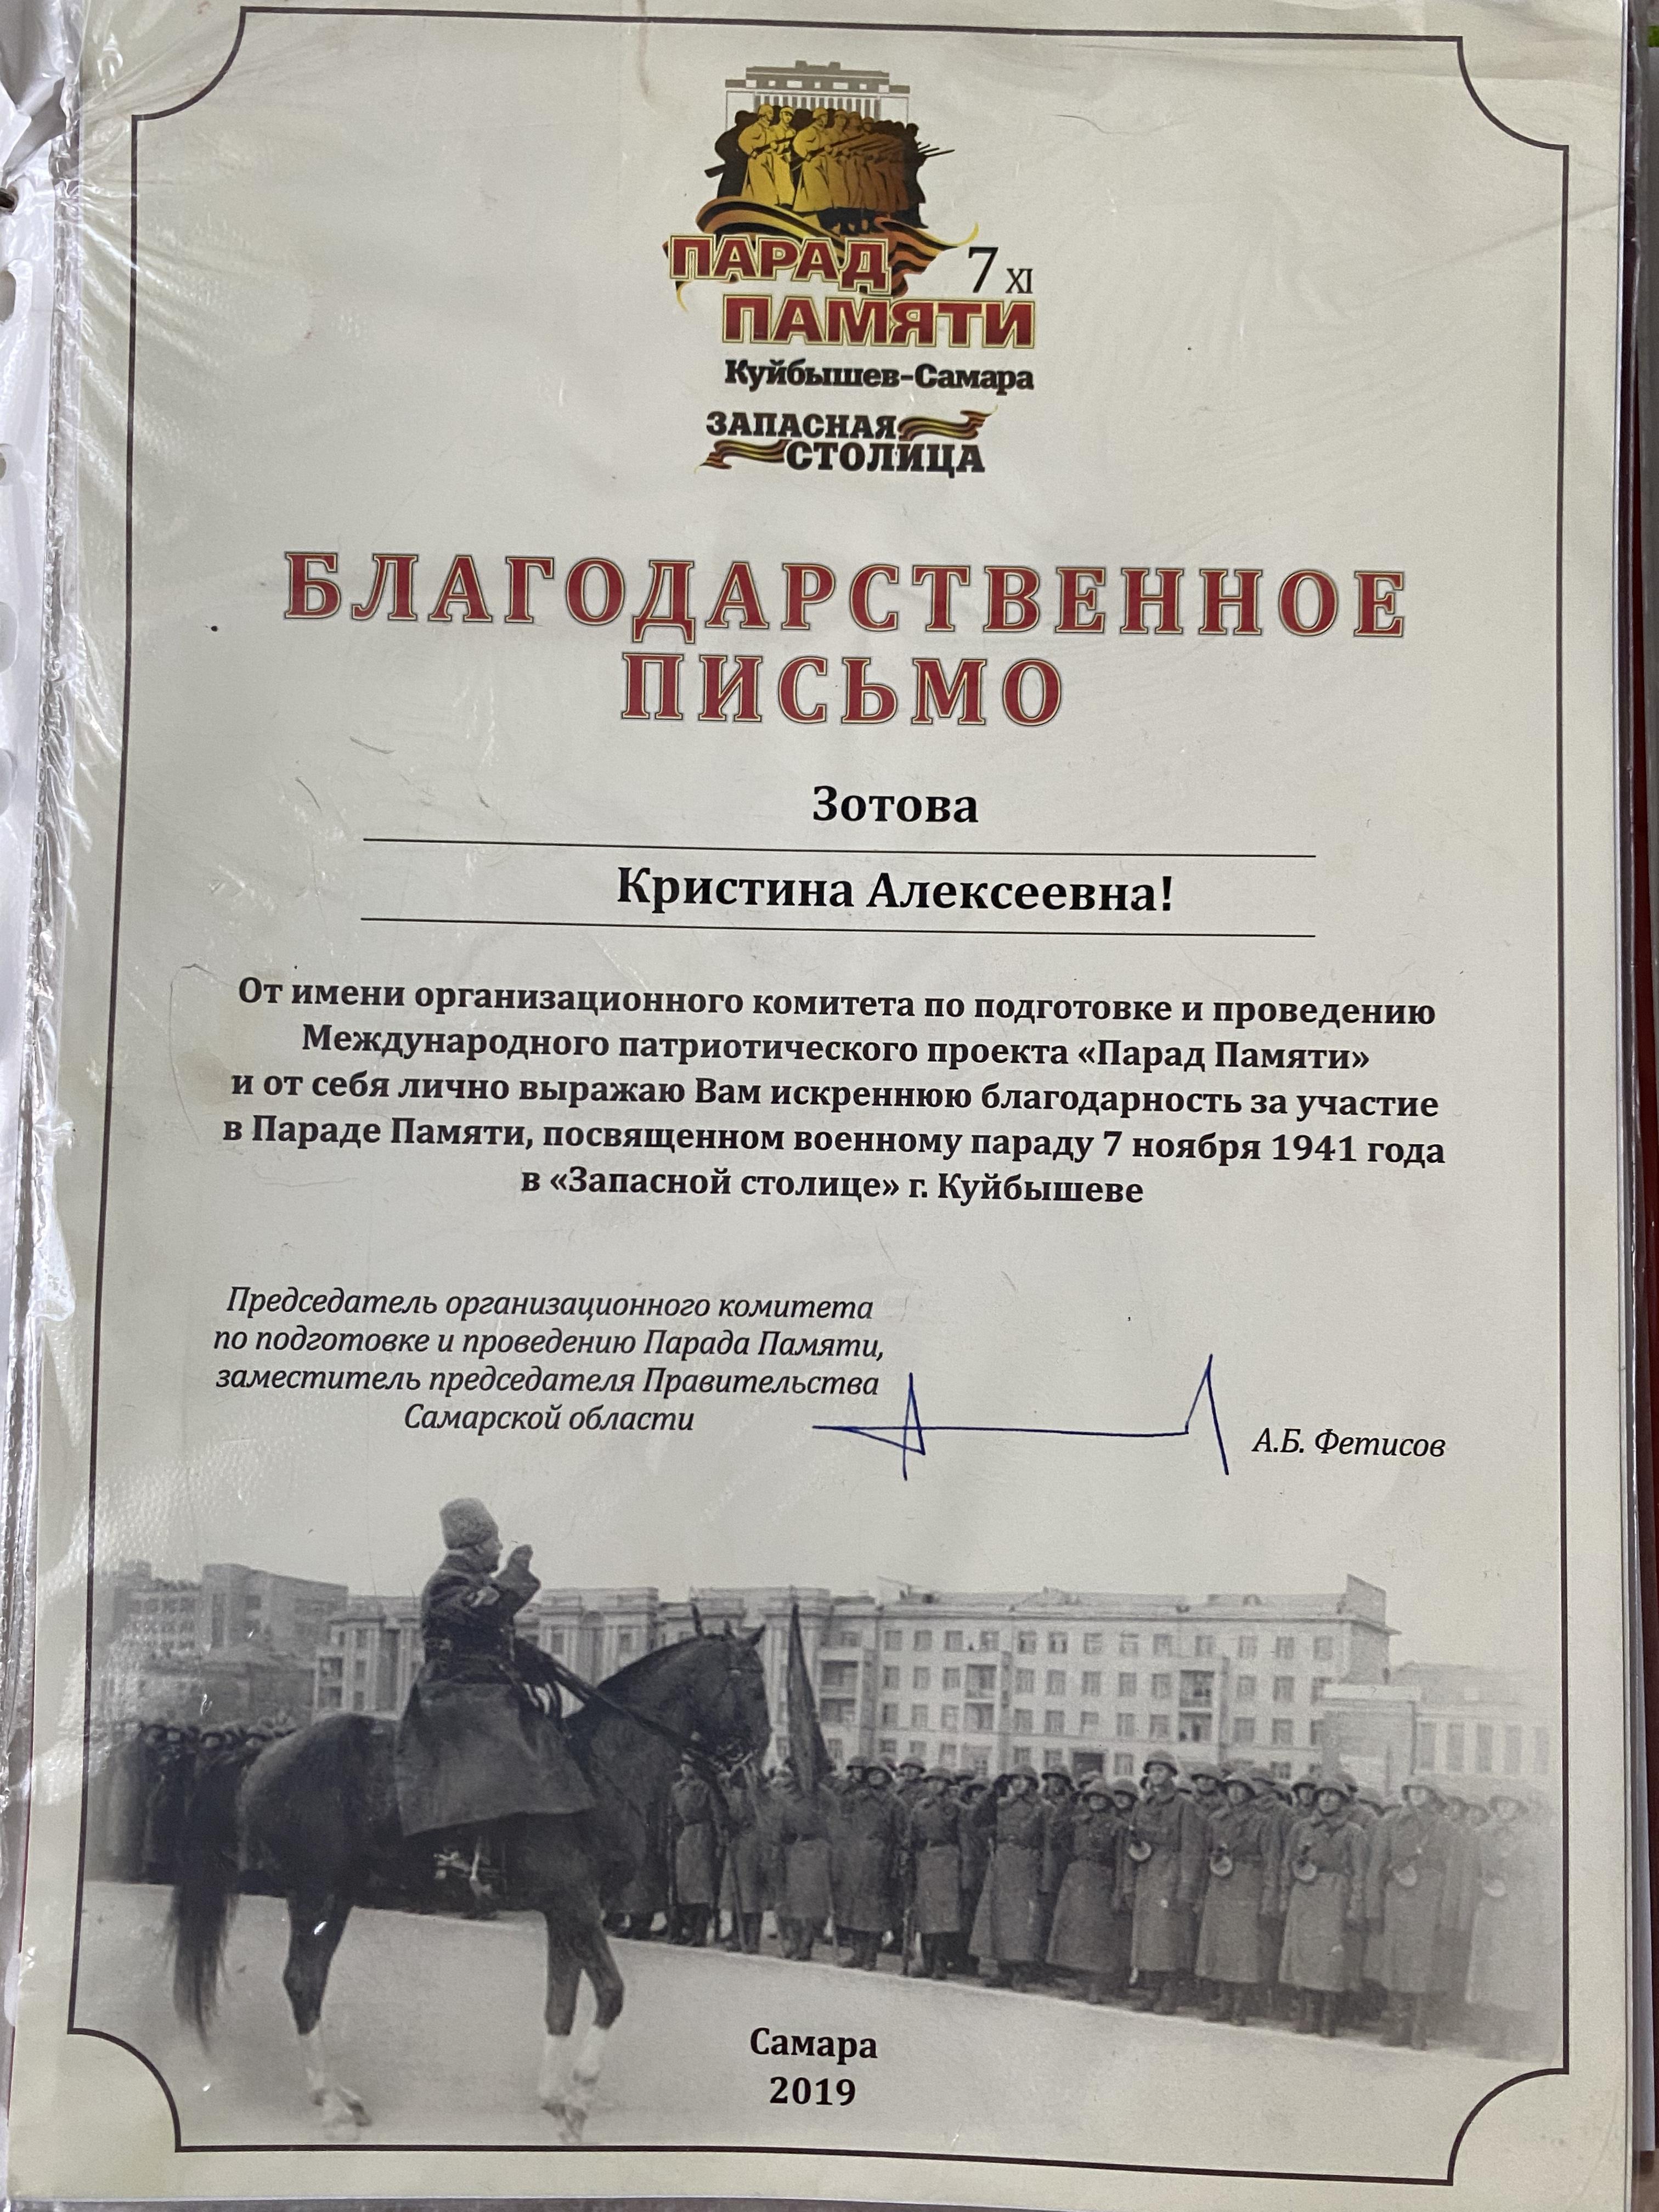 ПАРАД 7 XI
ПАМЯТИ
Куйбышев-Самара
ЗАПАСНАЯ
СТОЛИЦА
БЛАГОДАРСТВЕННОЕ
ПИСЬМО
Зотова
Кристина Алексеевна!
От имени организационного комитета по подготовке и проведению
Международного патриотического проекта «Парад Памяти»
и от себя лично выражаю Вам искреннюю благодарность за участие
в Параде Памяти, посвященном военному параду 7 ноября 1941 года
в «Запасной столице» г. Куйбышеве
Председатель организационного комитета
по подготовке и проведению Парада Памяти,
заместитель председателя Правительства
Самарской области
А.Б. Фетисов
Самара
2019